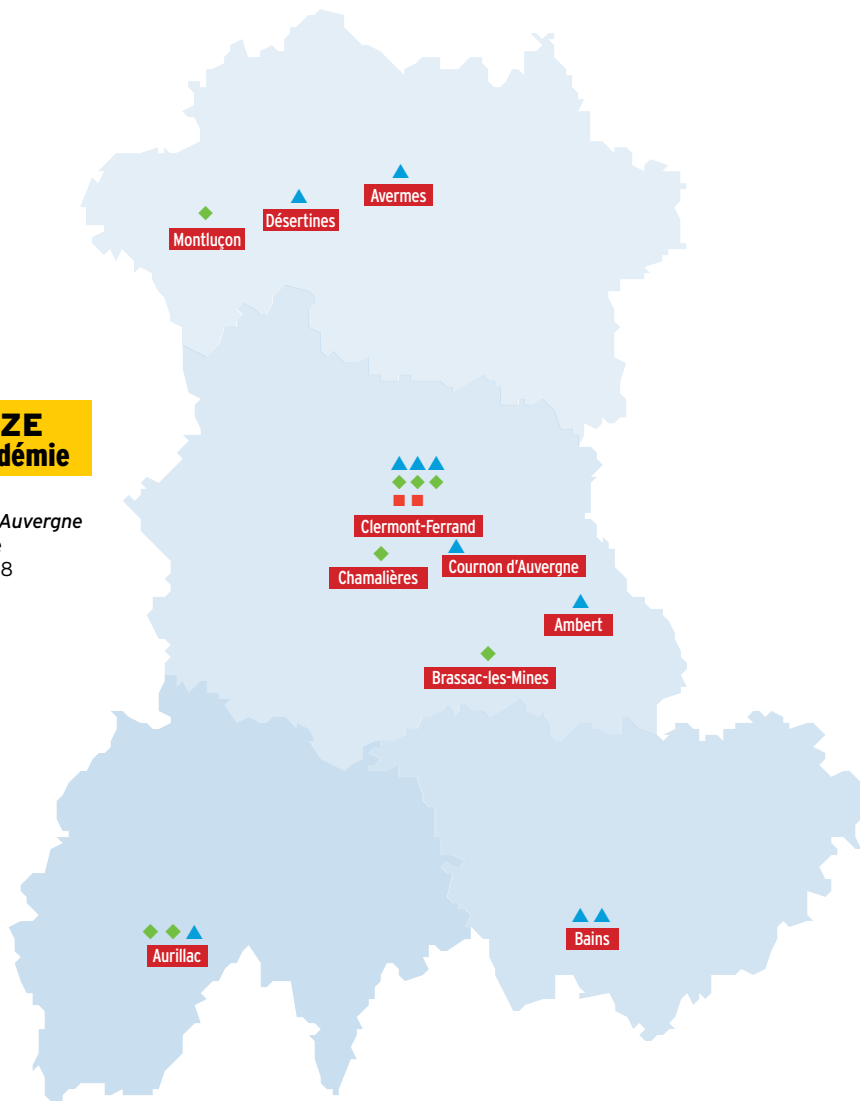 Avermes
Désertines
Montluçon
ZE
démie
Auvergne
8
Clermont-Ferrand
Cournon d'Auvergne
Chamalières
Ambert
Brassac-les-Mines
Aurillac
Bains